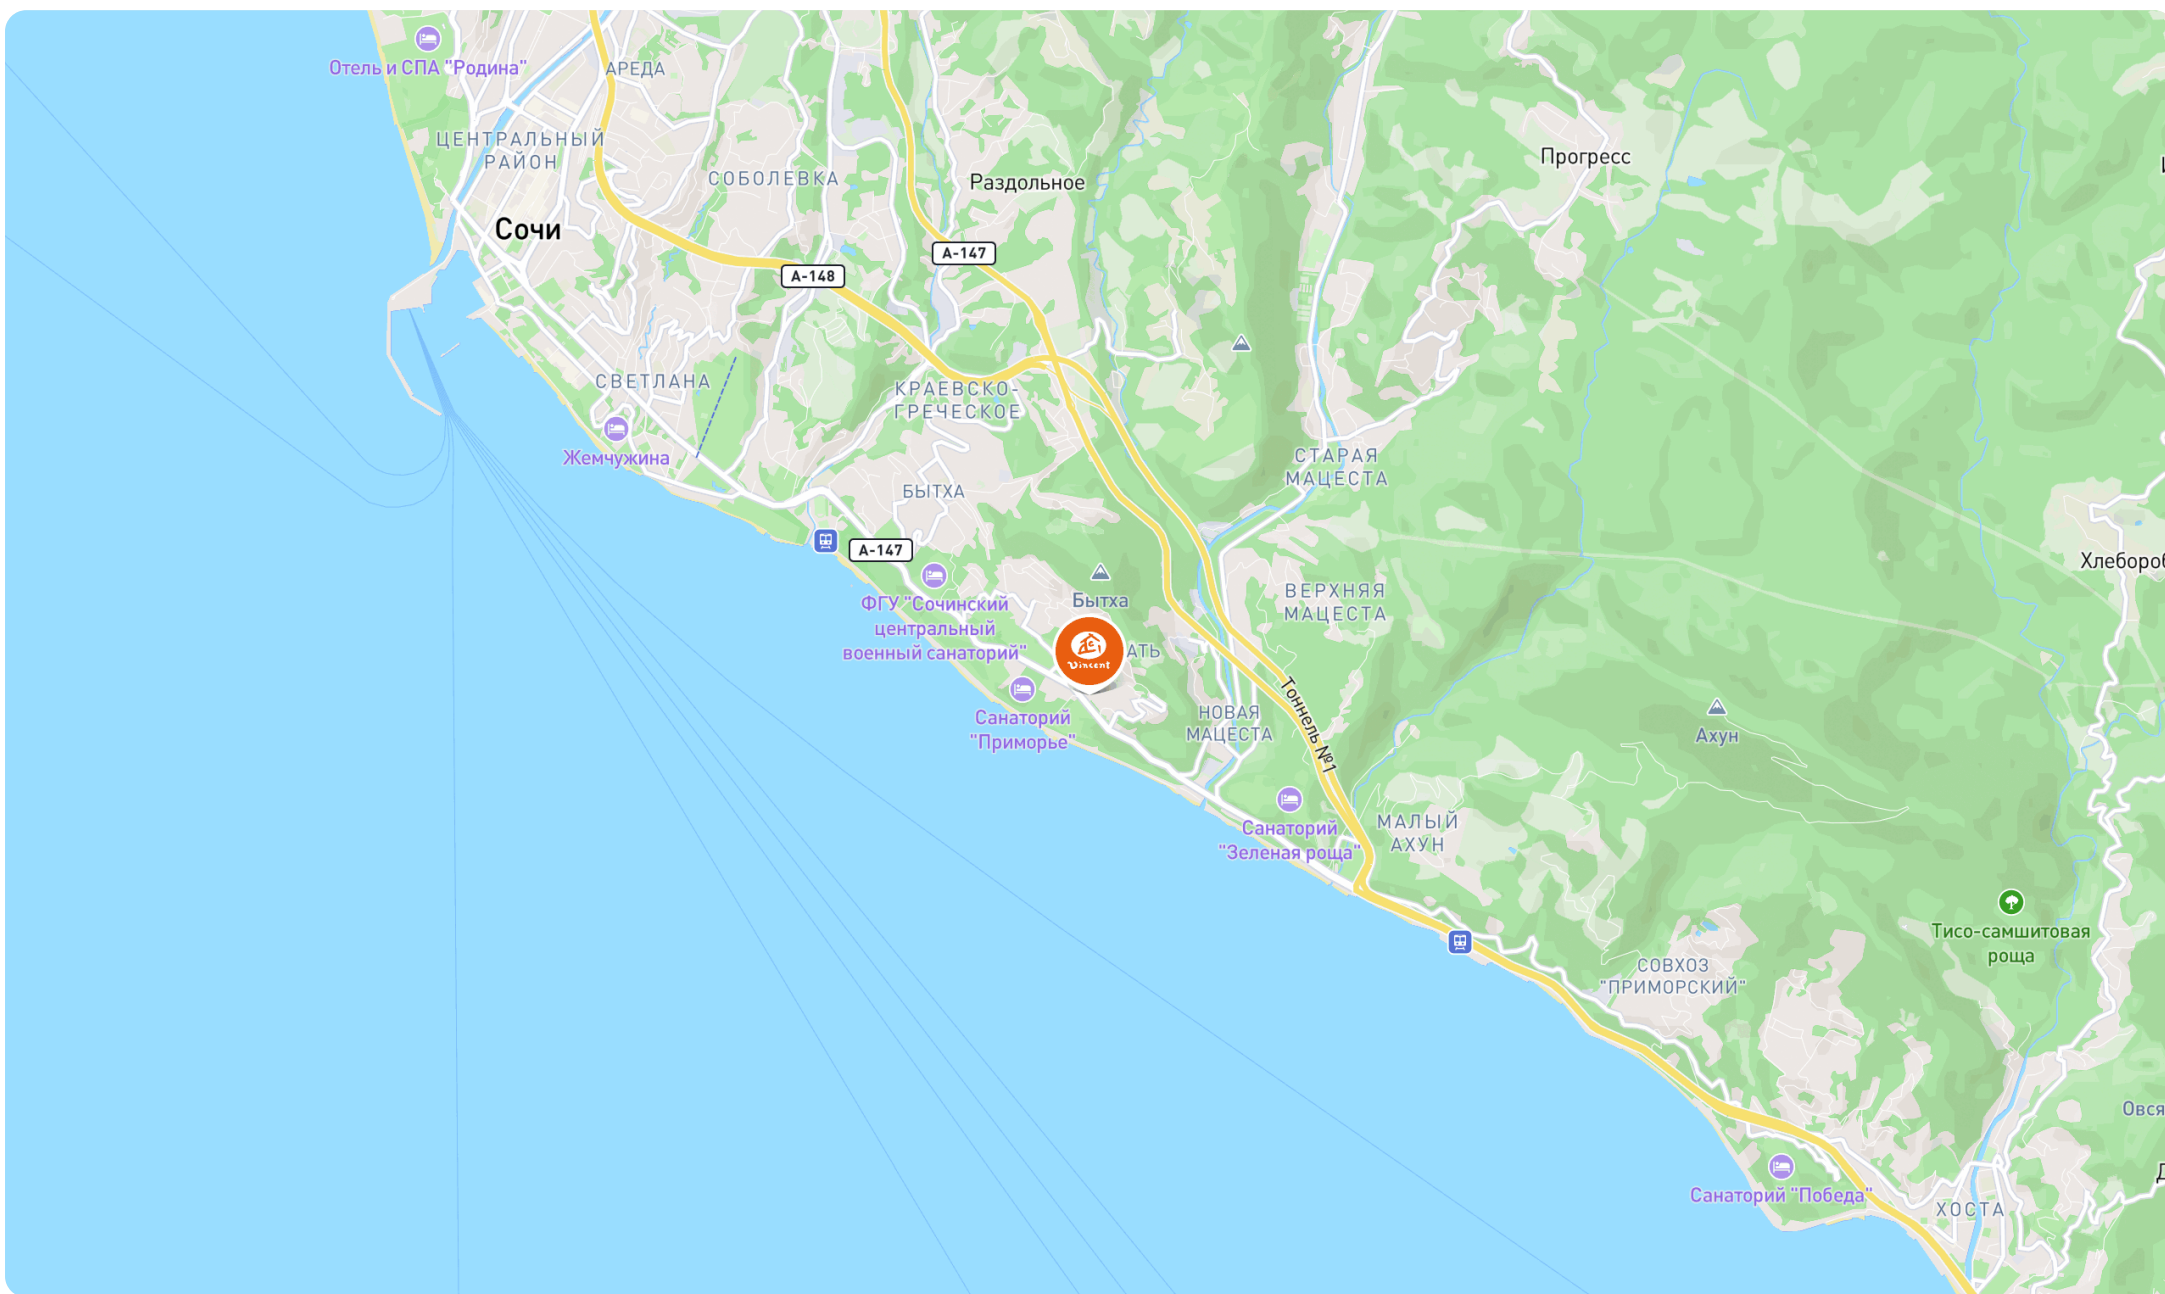 Отель и СПА "Родина"
АРЕДА
ЦЕНТРАЛЬНЫЙ
РАЙОН
СОБОЛЕВКА
Раздольное
Прогресс
Сочи
А-147
А-148
СВЕТЛАНА
КРАЕВСКО-
ГРЕЧЕСКОЕ
Жемчужина
СТАРАЯ
МАЦЕСТА
БЫТХА
А-147
Хлебороб
ФГУ "Сочинский
центральный
военный санаторий"
Бытха
ВЕРХНЯЯ
МАЦЕСТА
Vincent
АТЬ
Санаторий
"Приморье"
НОВАЯ
МАЦЕСТА
Тоннель №1
Ахун
Санаторий
"Зеленая роща"
МАЛЫЙ
АХУН
Тисо-самшитовая
роща
СОВХОЗ
"ПРИМОРСКИЙ"
Овся
Санаторий "Победа"
ХОСТА